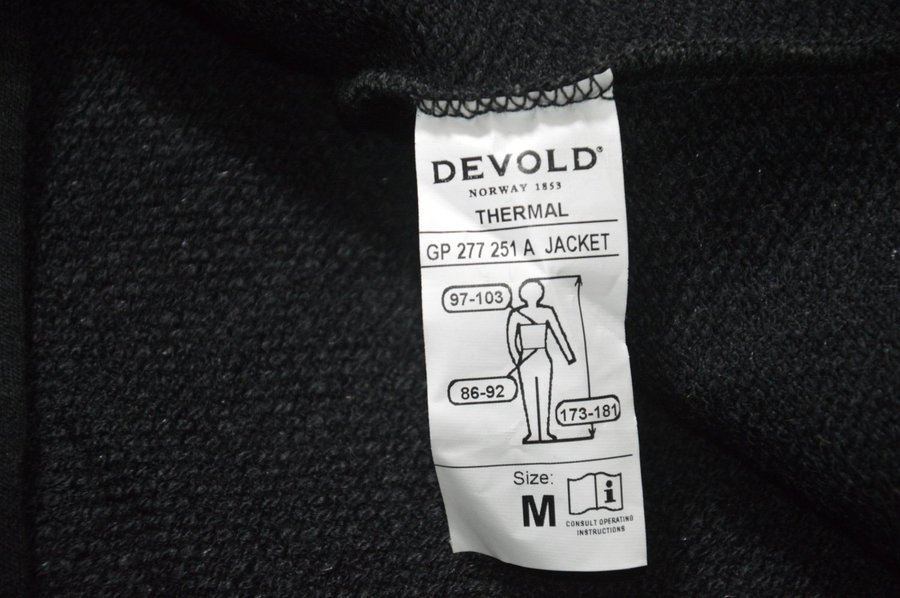 DEVOLD®
NORWAY 1853
THERMAL
GP 277 251 A JACKET
97-103
86-92
173-181
Size:
M
i
CONSULT OPERATING
INSTRUCTIONS